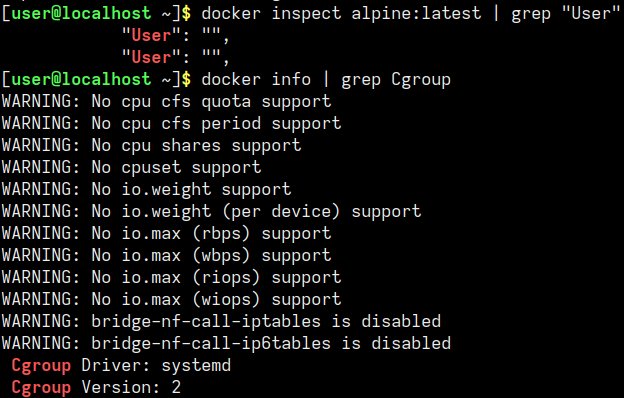 [user@localhost ~]$ docker inspect alpine:latest | grep "User"
            "User": "",
            "User": "",
[user@localhost ~]$ docker info | grep Cgroup
WARNING: No cpu cfs quota support
WARNING: No cpu cfs period support
WARNING: No cpu shares support
WARNING: No cpuset support
WARNING: No io.weight support
WARNING: No io.weight (per device) support
WARNING: No io.max (rbps) support
WARNING: No io.max (wbps) support
WARNING: No io.max (riops) support
WARNING: No io.max (wiops) support
WARNING: bridge-nf-call-iptables is disabled
WARNING: bridge-nf-call-ip6tables is disabled
 Cgroup Driver: systemd
 Cgroup Version: 2